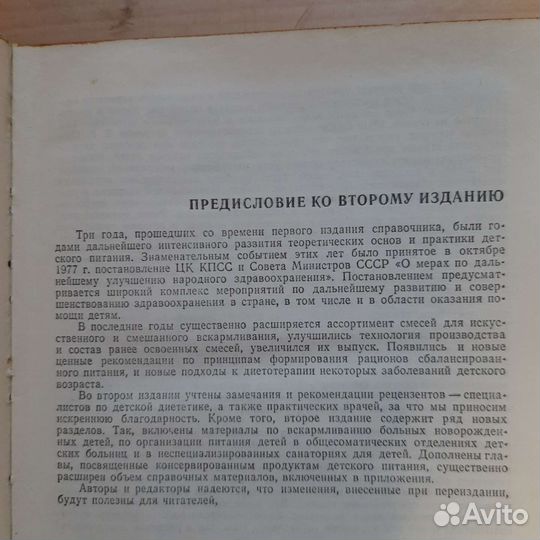 ПРЕДИСЛОВИЕ КО ВТОРОМУ ИЗДАНИЮ
Три года, прошедших со времени первого издания справочника, были го-
дами дальнейшего интенсивного развития теоретических основ и практики дет-
ского питания. Знаменательным событием этих лет было принятое в октябре
1977 г. постановление ЦК КПСС и Совета Министров СССР «О мерах по даль-
нейшему улучшению народного здравоохранения». Постановлением предусмат-
ривается широкий комплекс мероприятий по дальнейшему развитию и совер-
шенствованию здравоохранения в стране, в том числе и в области оказания по-
мощи детям.
В последние годы существенно расширяется ассортимент смесей для искус-
ственного и смешанного вскармливания, улучшились технология производства
и состав ранее освоенных смесей, увеличился их выпуск. Появились и новые
ценные рекомендации по принципам формирования рационов сбалансированно-
го питания, и новые подходы к диетотерапии некоторых заболеваний детского
возраста.
Во втором издании учтены замечания и рекомендации рецензентов — специ-
алистов по детской диететике, а также практических врачей, за что мы приносим
искреннюю благодарность. Кроме того, второе издание содержит ряд новых
разделов. Так, включены материалы по вскармливанию больных новорожден-
ных детей, по организации питания детей в общесоматических отделениях дет-
ских больниц и в неспециализированных санаториях для детей. Дополнены гла-
вы, посвященные консервированным продуктам детского питания, существенно
расширен объем справочных материалов, включенных в приложения.
Авторы и редакторы надеются, что изменения, внесенные при переиздании,
будут полезны для читателей,
Avito